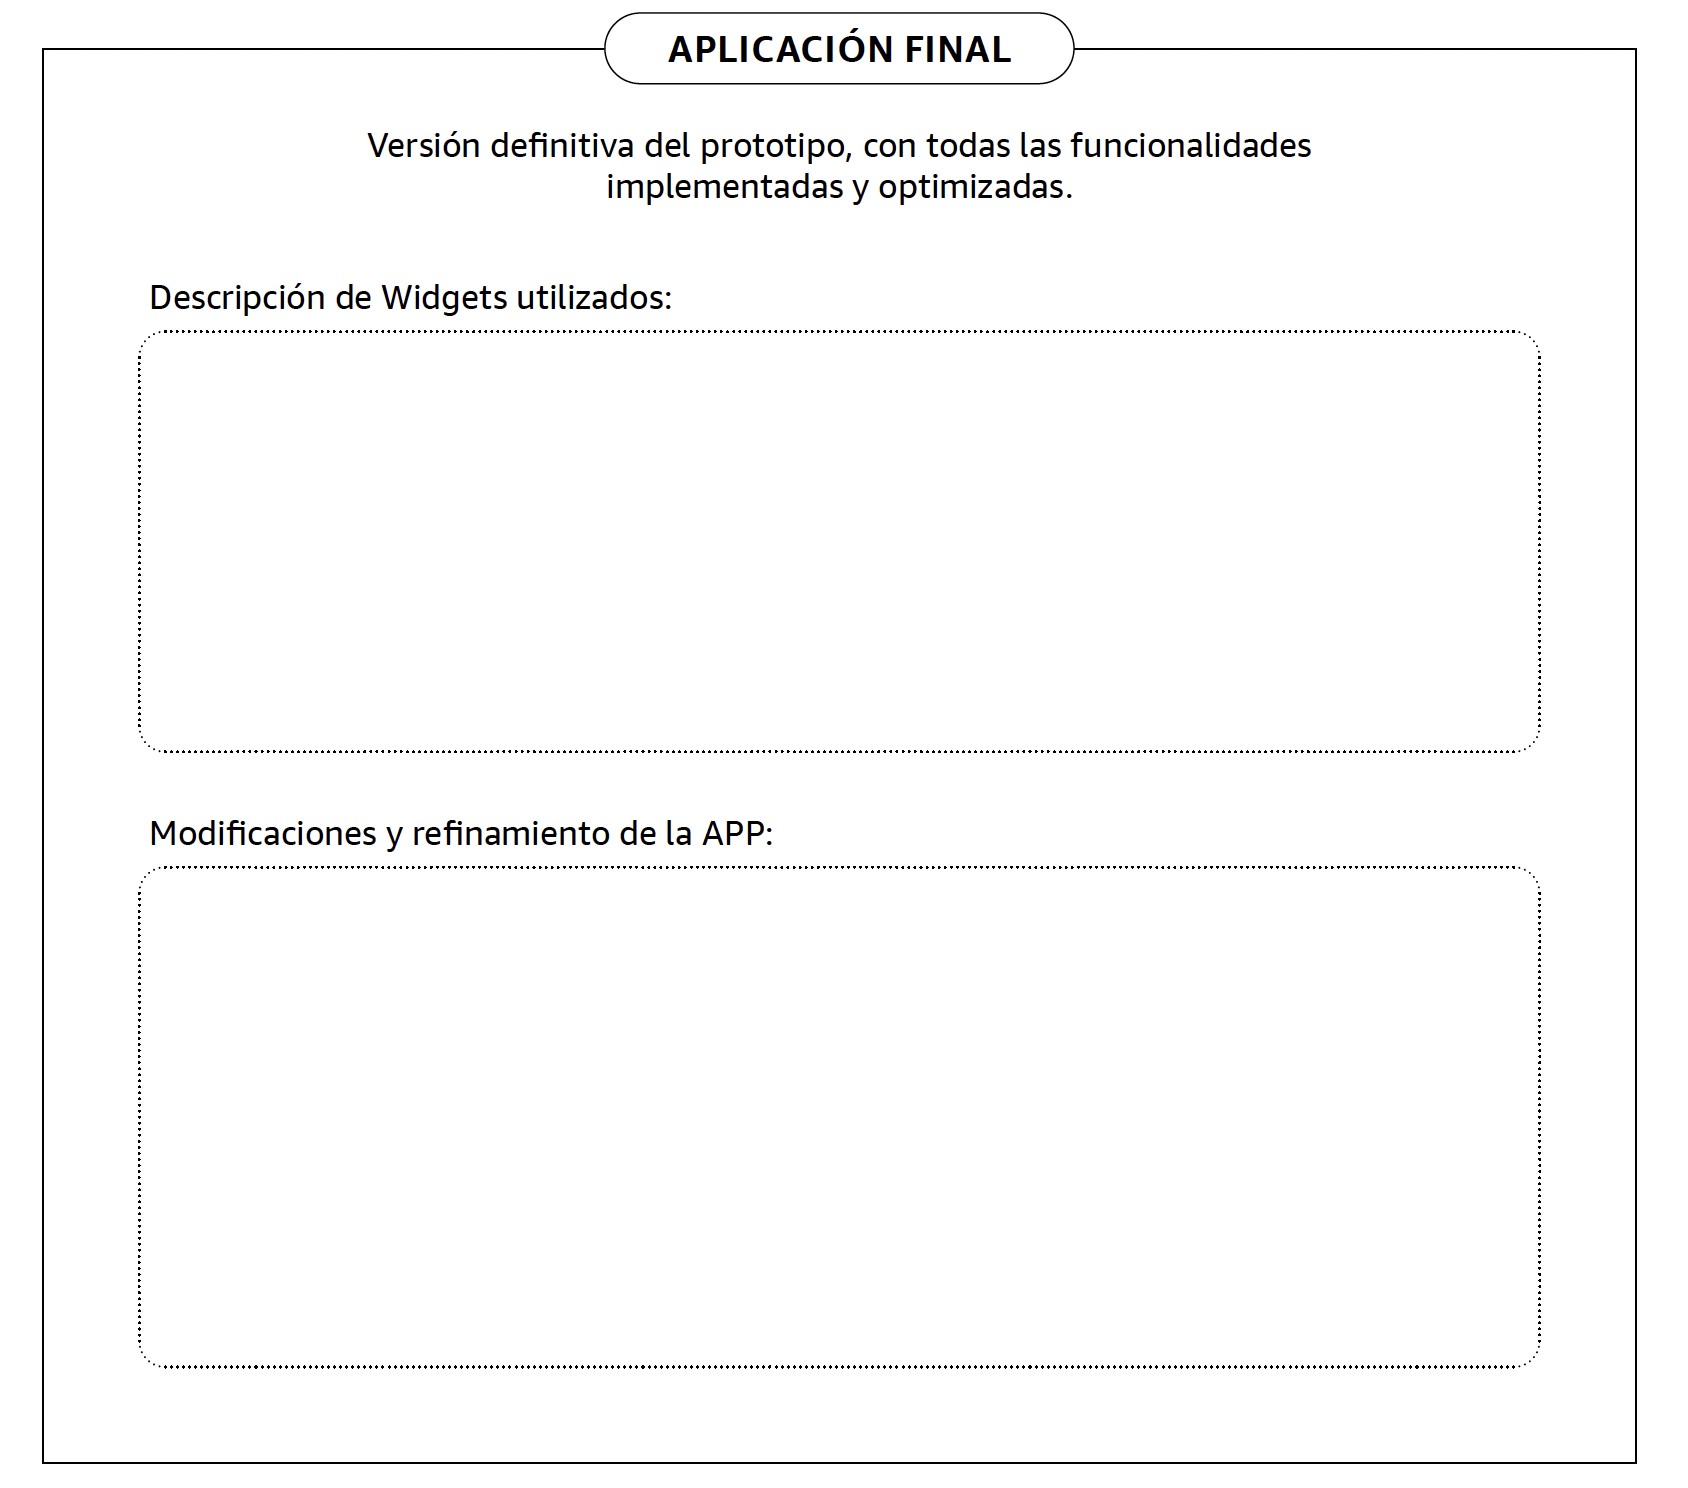 APLICACIÓN FINAL
Versión definitiva del prototipo, con todas las funcionalidades
implementadas y optimizadas.
Descripción de Widgets utilizados:
Modificaciones y refinamiento de la APP: